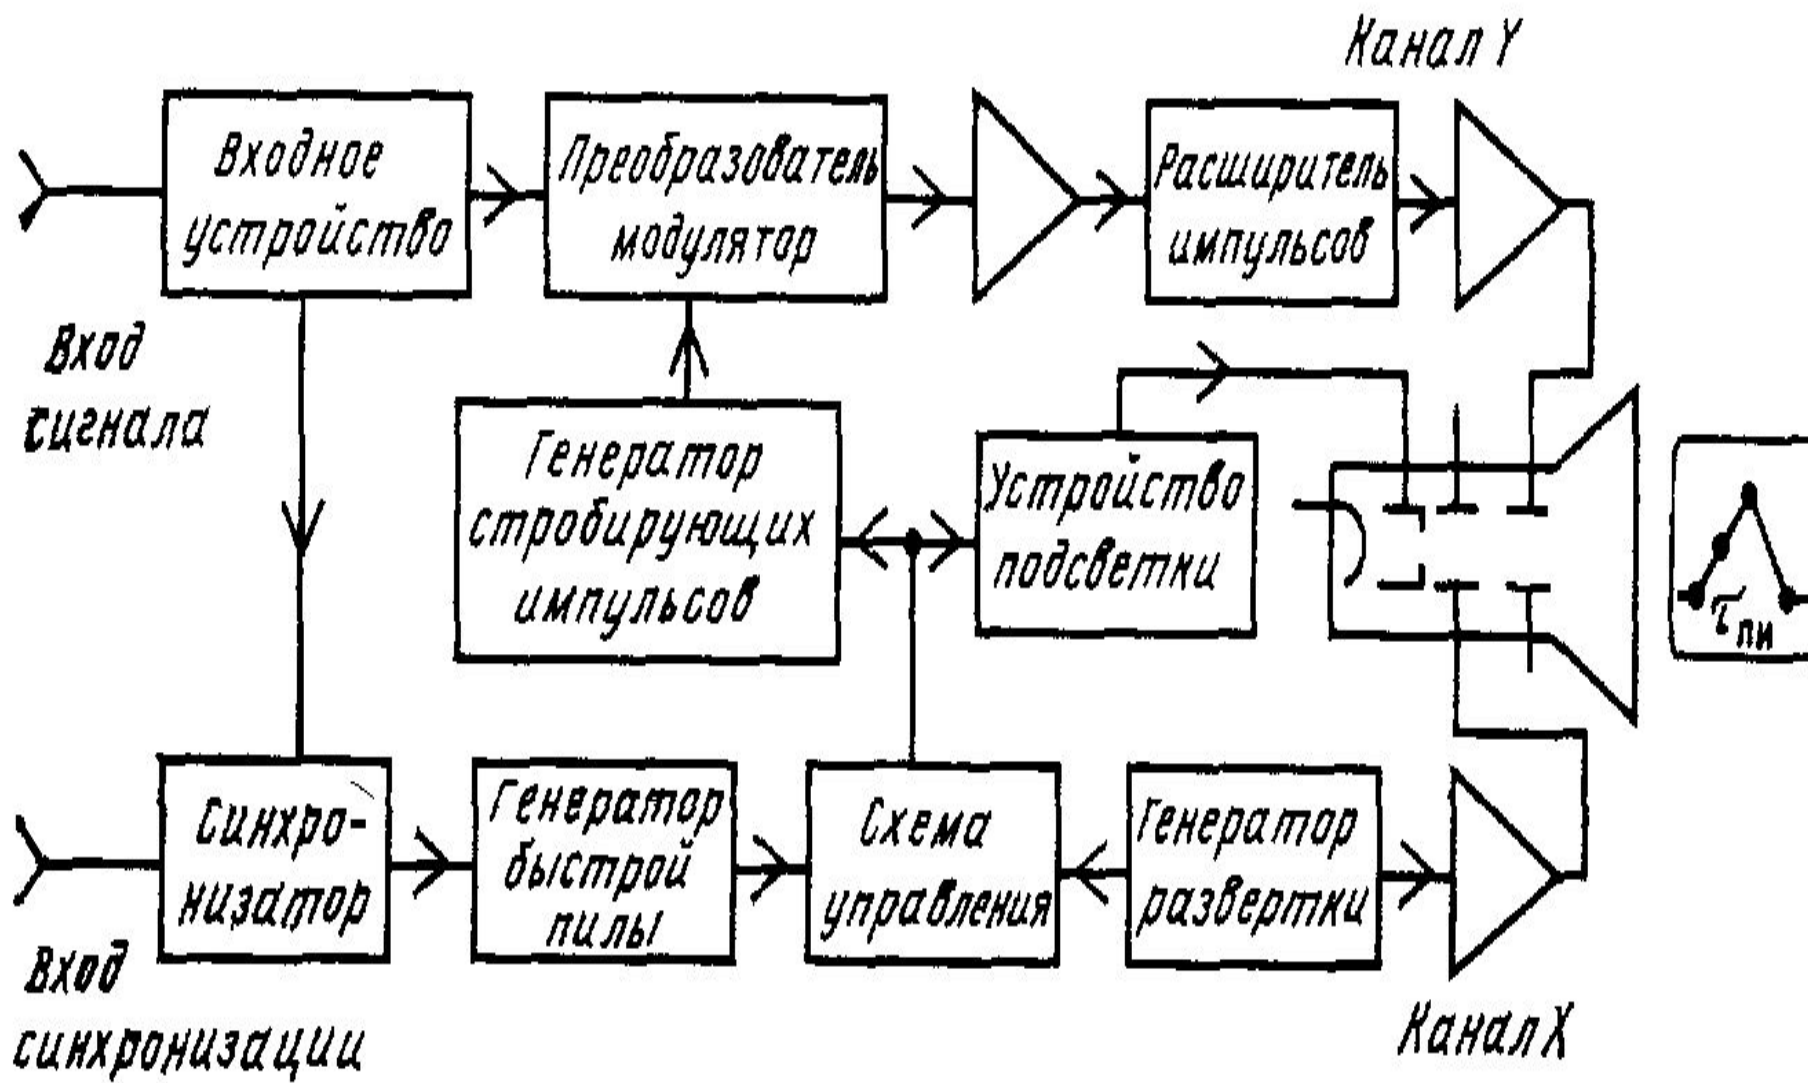 Канал Y
Входное
устройство
Преобразователь
модулятор
Расширитель
импульсов
Вход
сигнала
Генератор
стробирующих
импульсов
Устройство
подсветки
τпи
Синхро-
низатор
Генератор
быстрой
пилы
Схема
управления
Генератор
развертки
Вход
синхронизации
Канал X